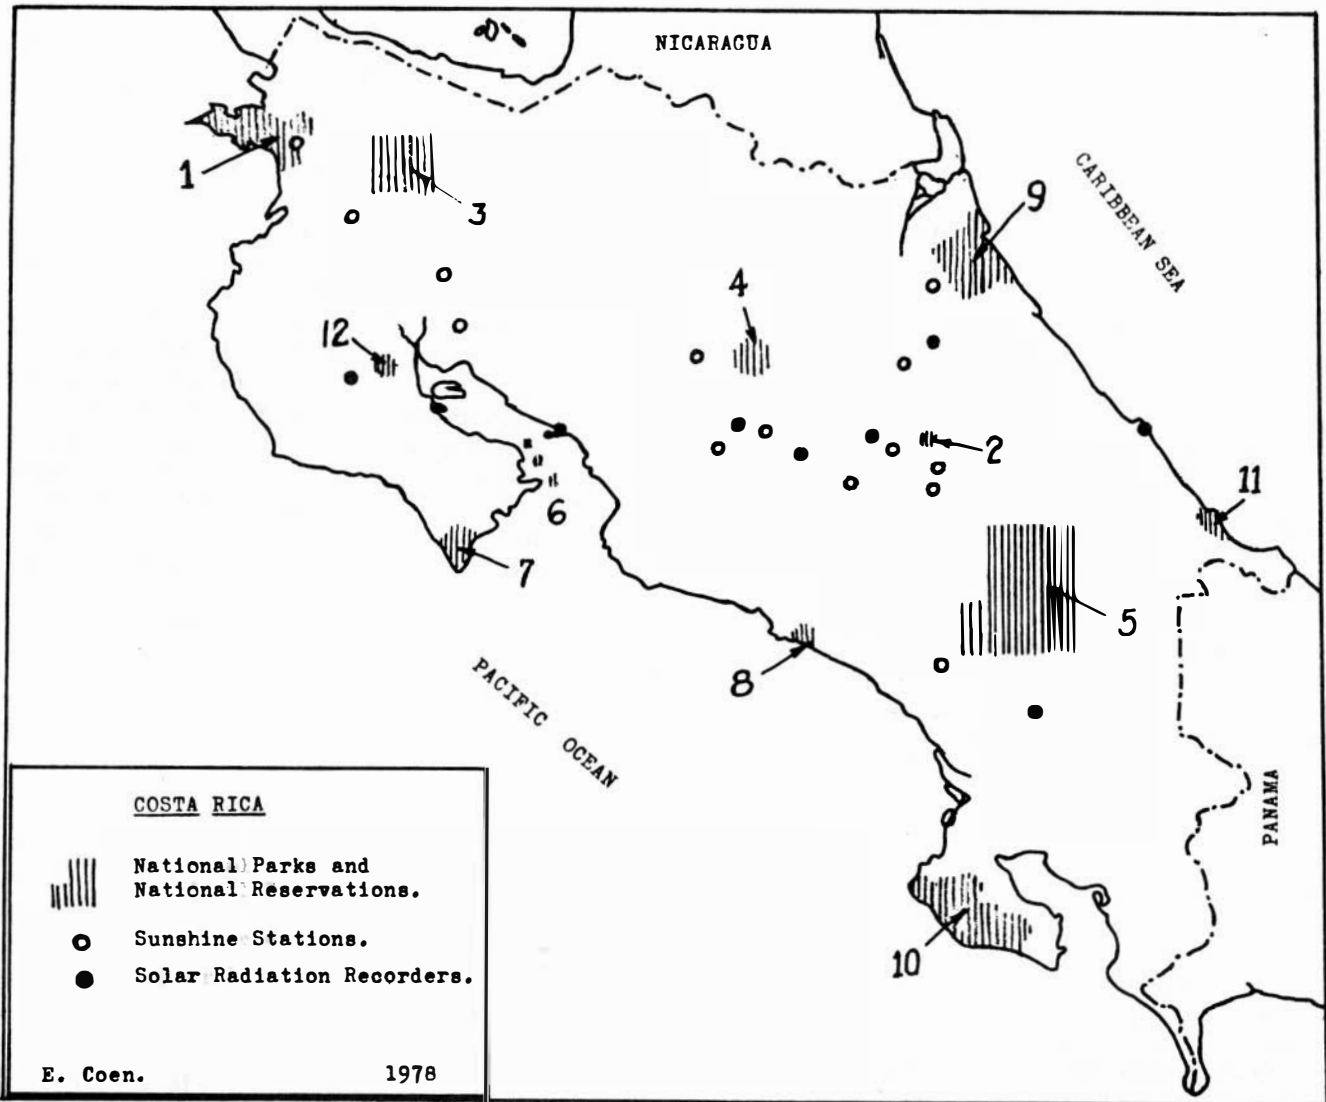 NICARAGUA
CARIBBEAN SEA
1
3
9
4
12
2
11
6
7
5
8
PACIFIC OCEAN
PANAMA
10
COSTA RICA
National Parks and
National Reservations.
Sunshine Stations.
Solar Radiation Recorders.
E. Coen. 1978